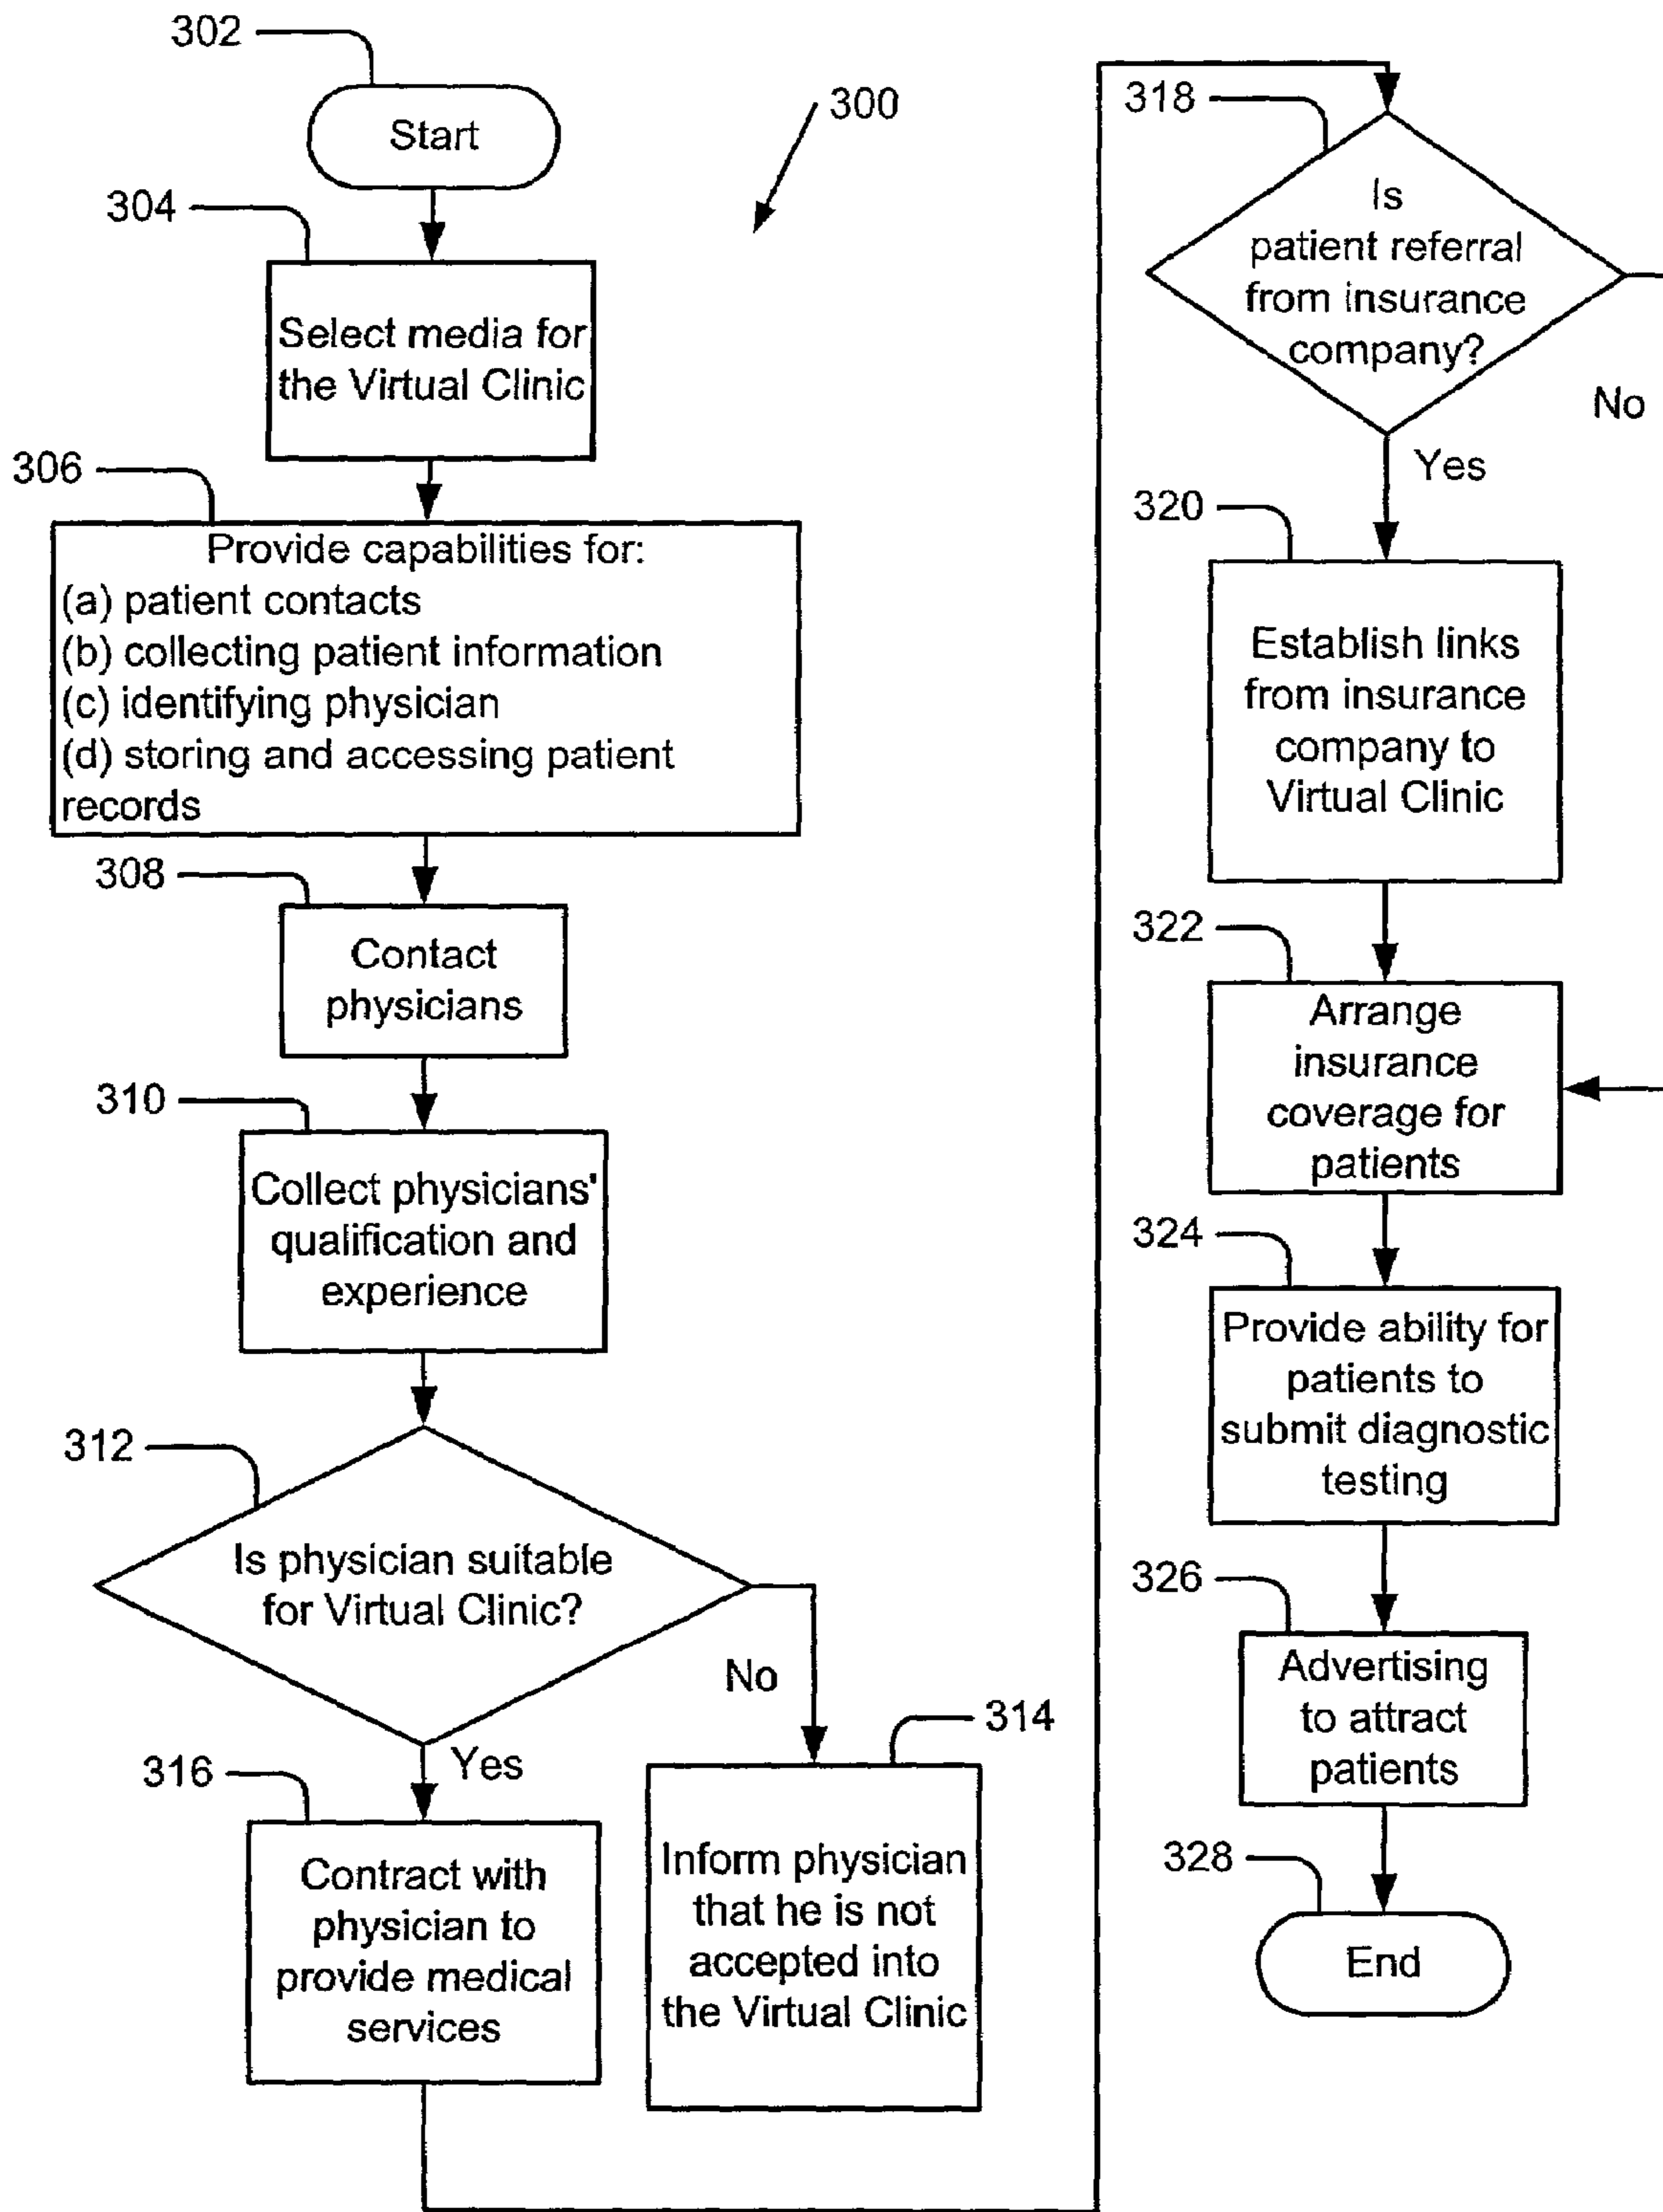 302
Start
300
304
Select media for
the Virtual Clinic
306
Provide capabilities for:
(a) patient contacts
(b) collecting patient information
(c) identifying physician
(d) storing and accessing patient
records
308
Contact
physicians
310
Collect physicians'
qualification and
experience
312
Is physician suitable
for Virtual Clinic?
No
Yes
314
Inform physician
that he is not
accepted into
the Virtual Clinic
316
Contract with
physician to
provide medical
services
318
Is
patient referral
from insurance
company?
No
Yes
320
Establish links
from insurance
company to
Virtual Clinic
322
Arrange
insurance
coverage for
patients
324
Provide ability for
patients to
submit diagnostic
testing
326
Advertising
to attract
patients
328
End